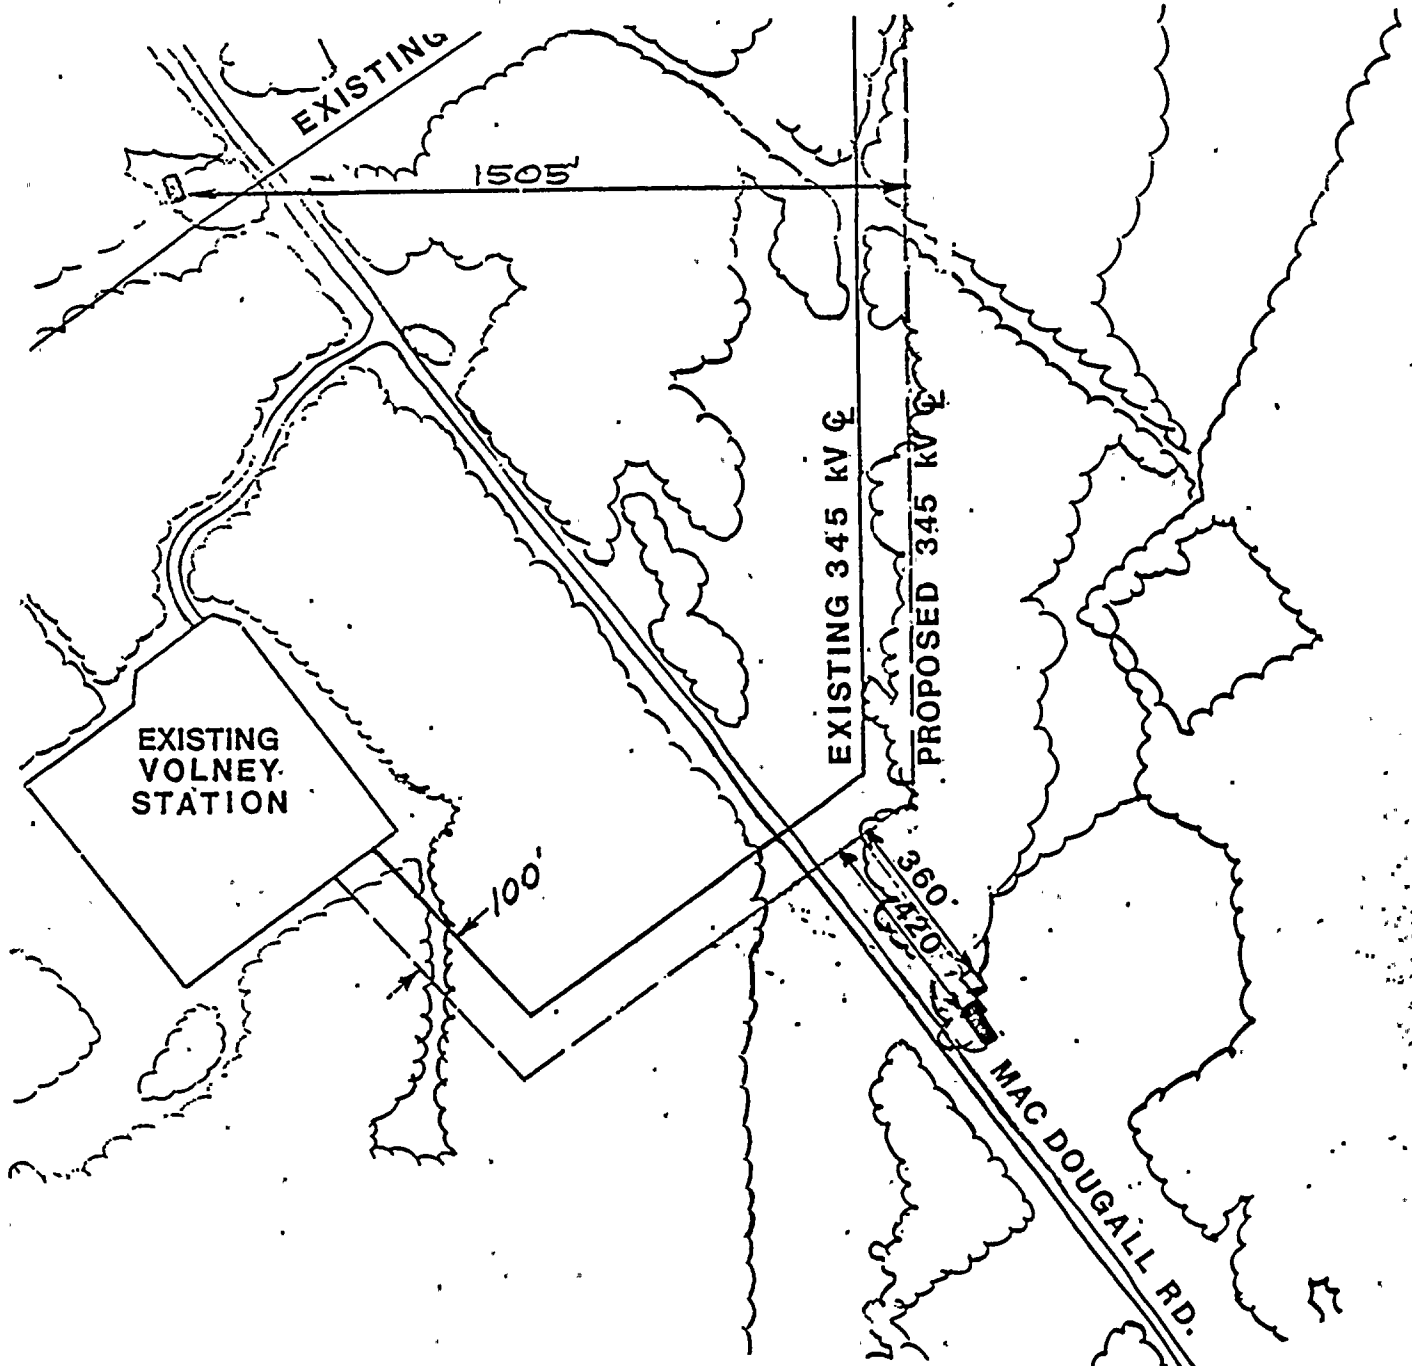 EXISTING
1505'
EXISTING 345 kV ℄
PROPOSED 345 kV ℄
EXISTING
VOLNEY
STATION
100'
360'
420'
MAC DOUGALL RD.